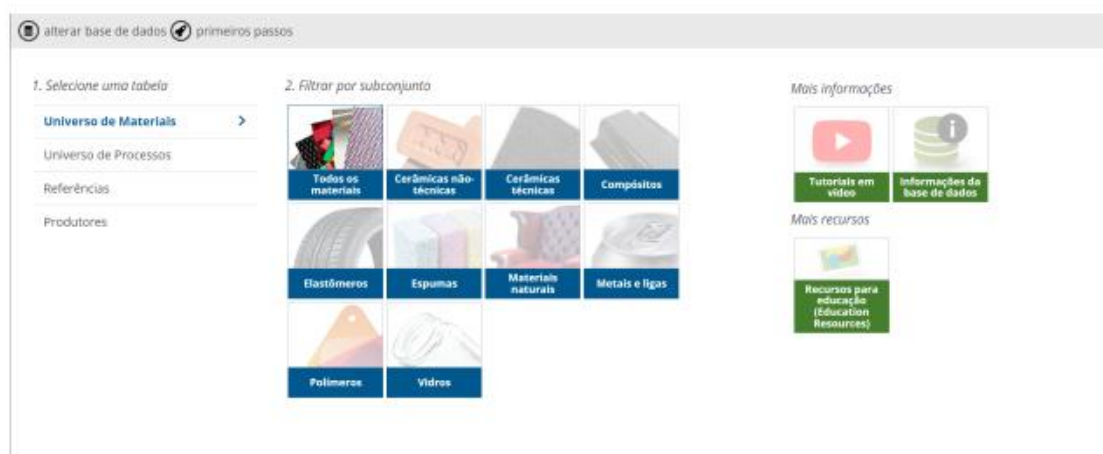 alterar base de dados primeiros passos
1. Selecione uma tabela
Universo de Materiais >
Universo de Processos
Referências
Produtores
2. Filtrar por subconjunto
Todos os
materiais
Cerâmicas não-
técnicas
Cerâmicas
técnicas
Compósitos
Elastômeros
Espumas
Materiais
naturais
Metais e ligas
Polímeros
Vidros
Mais informações
Tutoriais em
vídeo
Informações da
base de dados
Mais recursos
Recursos para
educação
(Education
Resources)